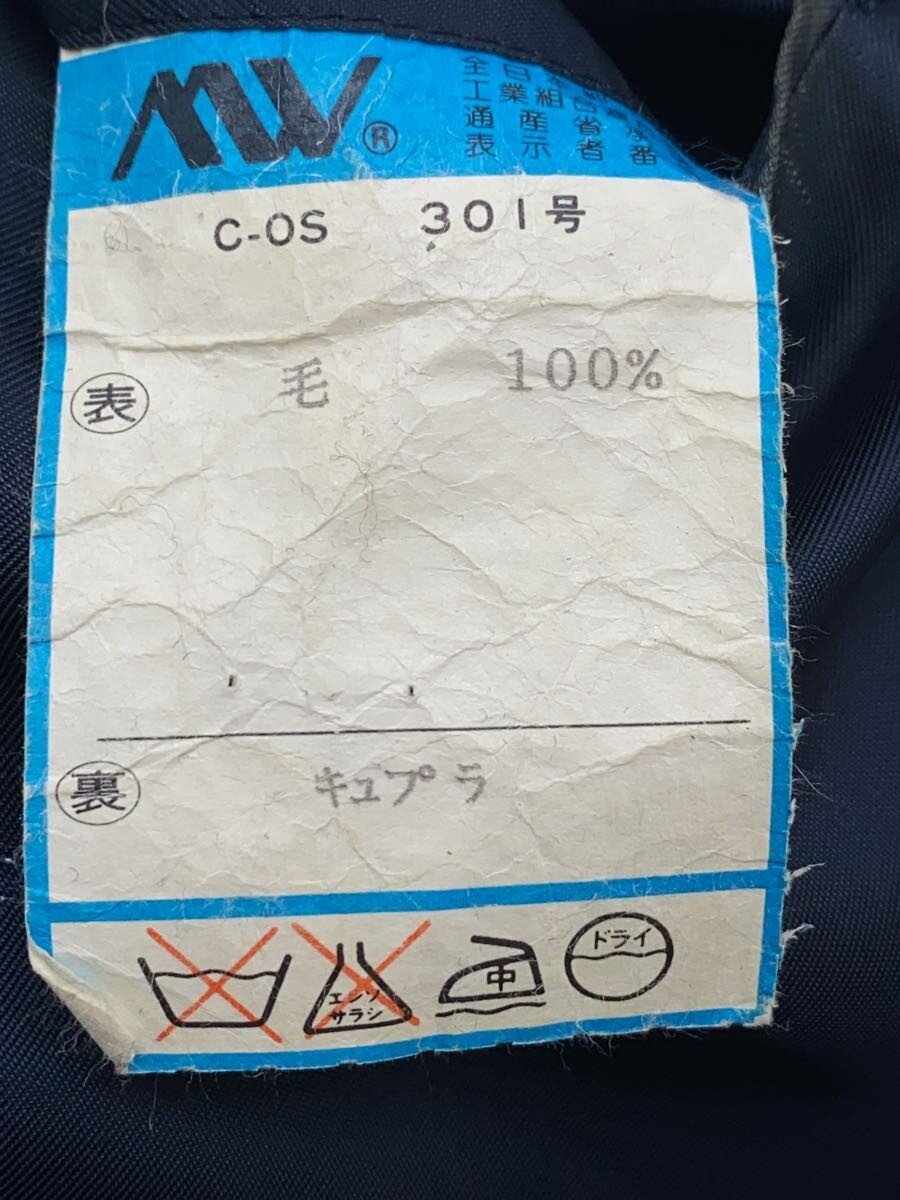 MW®
全日
工業組合
通産省承
表示者番
C-OS 301号
表 毛 100%
裏 キュプラ
エンソ
サラシ
中
ドライ